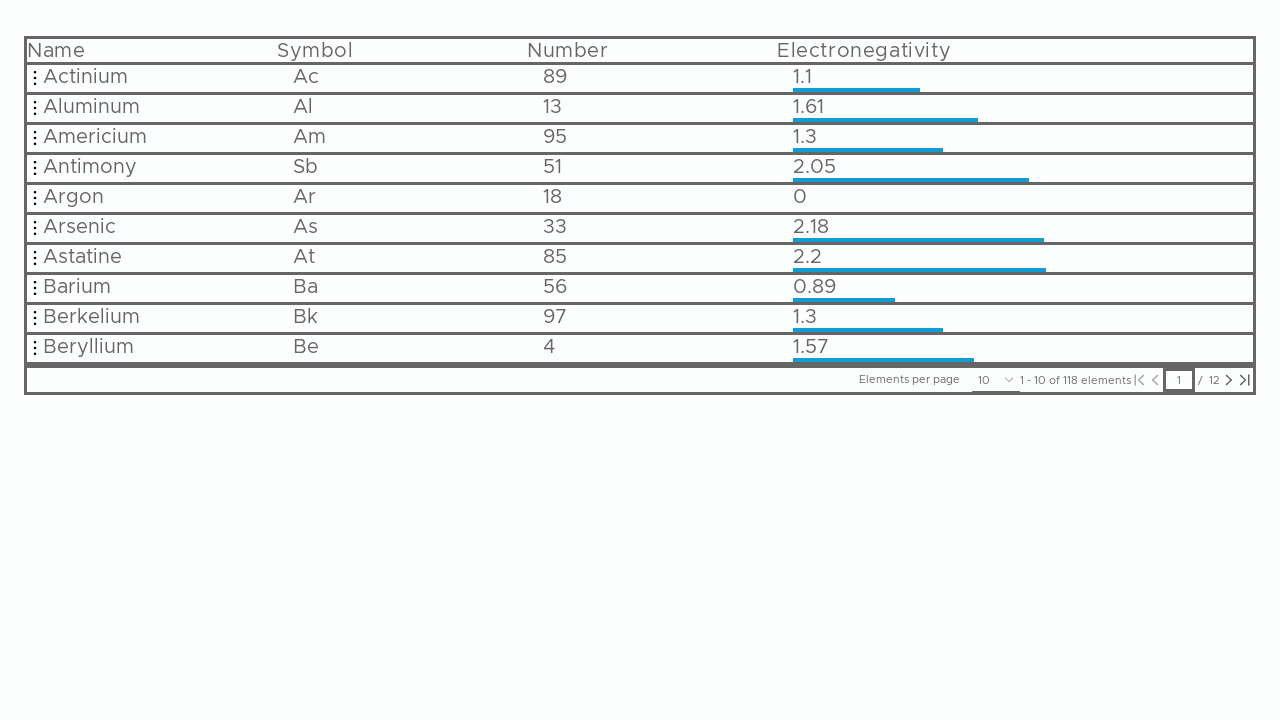 Name Symbol Number Electronegativity
Actinium Ac 89 1.1
Aluminum Al 13 1.61
Americium Am 95 1.3
Antimony Sb 51 2.05
Argon Ar 18 0
Arsenic As 33 2.18
Astatine At 85 2.2
Barium Ba 56 0.89
Berkelium Bk 97 1.3
Beryllium Be 4 1.57
Elements per page 10 1 - 10 of 118 elements 1 / 12